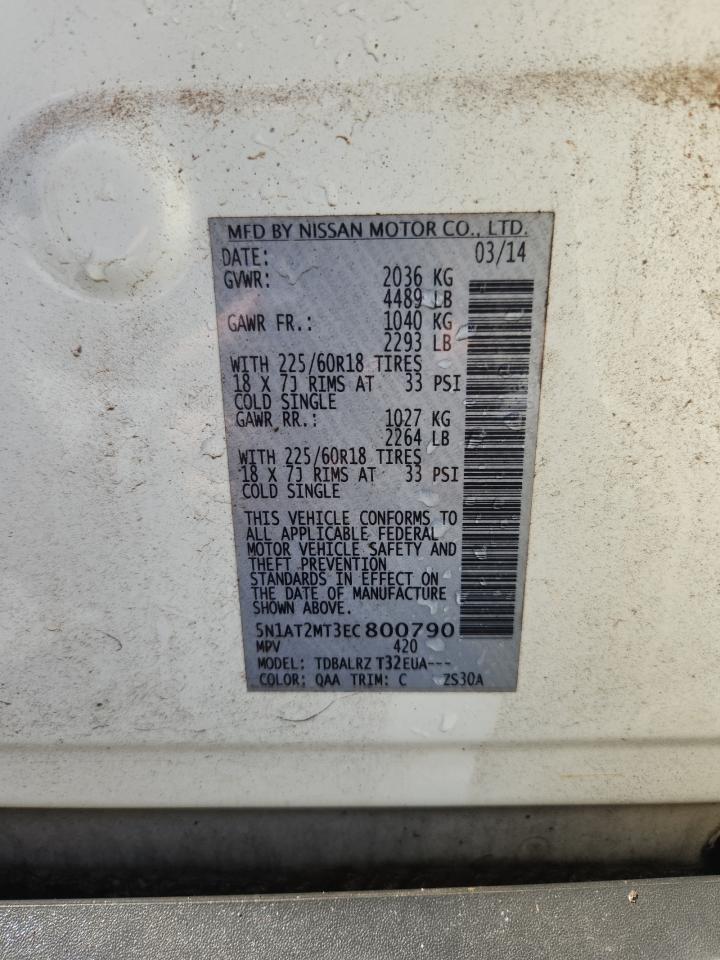 MFD BY NISSAN MOTOR CO., LTD.
DATE: 03/14
GVWR: 2036 KG
4489 LB
GAWR FR.: 1040 KG
2293 LB
WITH 225/60R18 TIRES
18 X 7J RIMS AT 33 PSI
COLD SINGLE
GAWR RR.: 1027 KG
2264 LB
WITH 225/60R18 TIRES
18 X 7J RIMS AT 33 PSI
COLD SINGLE
THIS VEHICLE CONFORMS TO
ALL APPLICABLE FEDERAL
MOTOR VEHICLE SAFETY AND
THEFT PREVENTION
STANDARDS IN EFFECT ON
THE DATE OF MANUFACTURE
SHOWN ABOVE.
5N1AT2MT3EC800790
MPV 420
MODEL: TDBALRZ T32EUA---
COLOR: QAA TRIM: C ZS30A